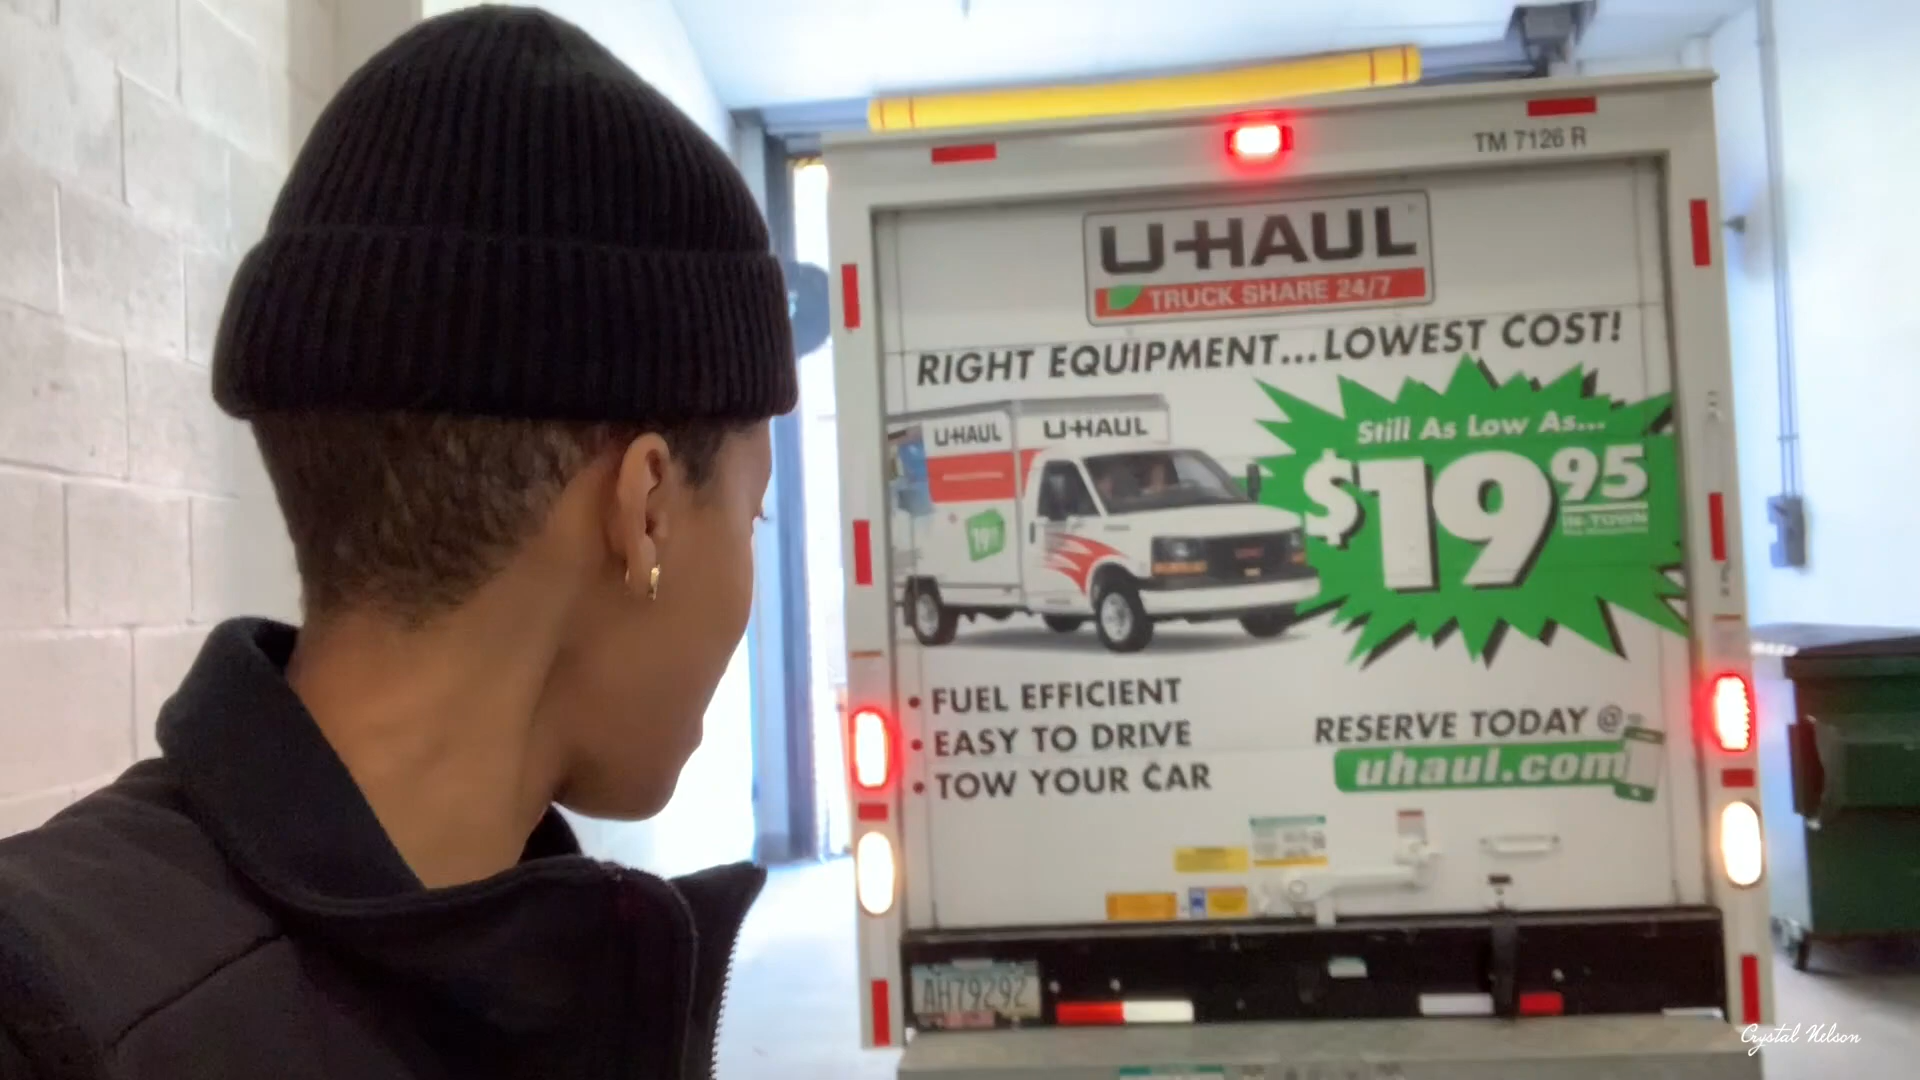 TM 7126 R
U-HAUL
TRUCK SHARE 24/7
RIGHT EQUIPMENT...LOWEST COST!
U-HAUL U-HAUL
Still As Low As...
$19 95
IN-TOWN
19
• FUEL EFFICIENT
• EASY TO DRIVE
• TOW YOUR CAR
RESERVE TODAY @
uhaul.com
AH79292
Crystal Nelson